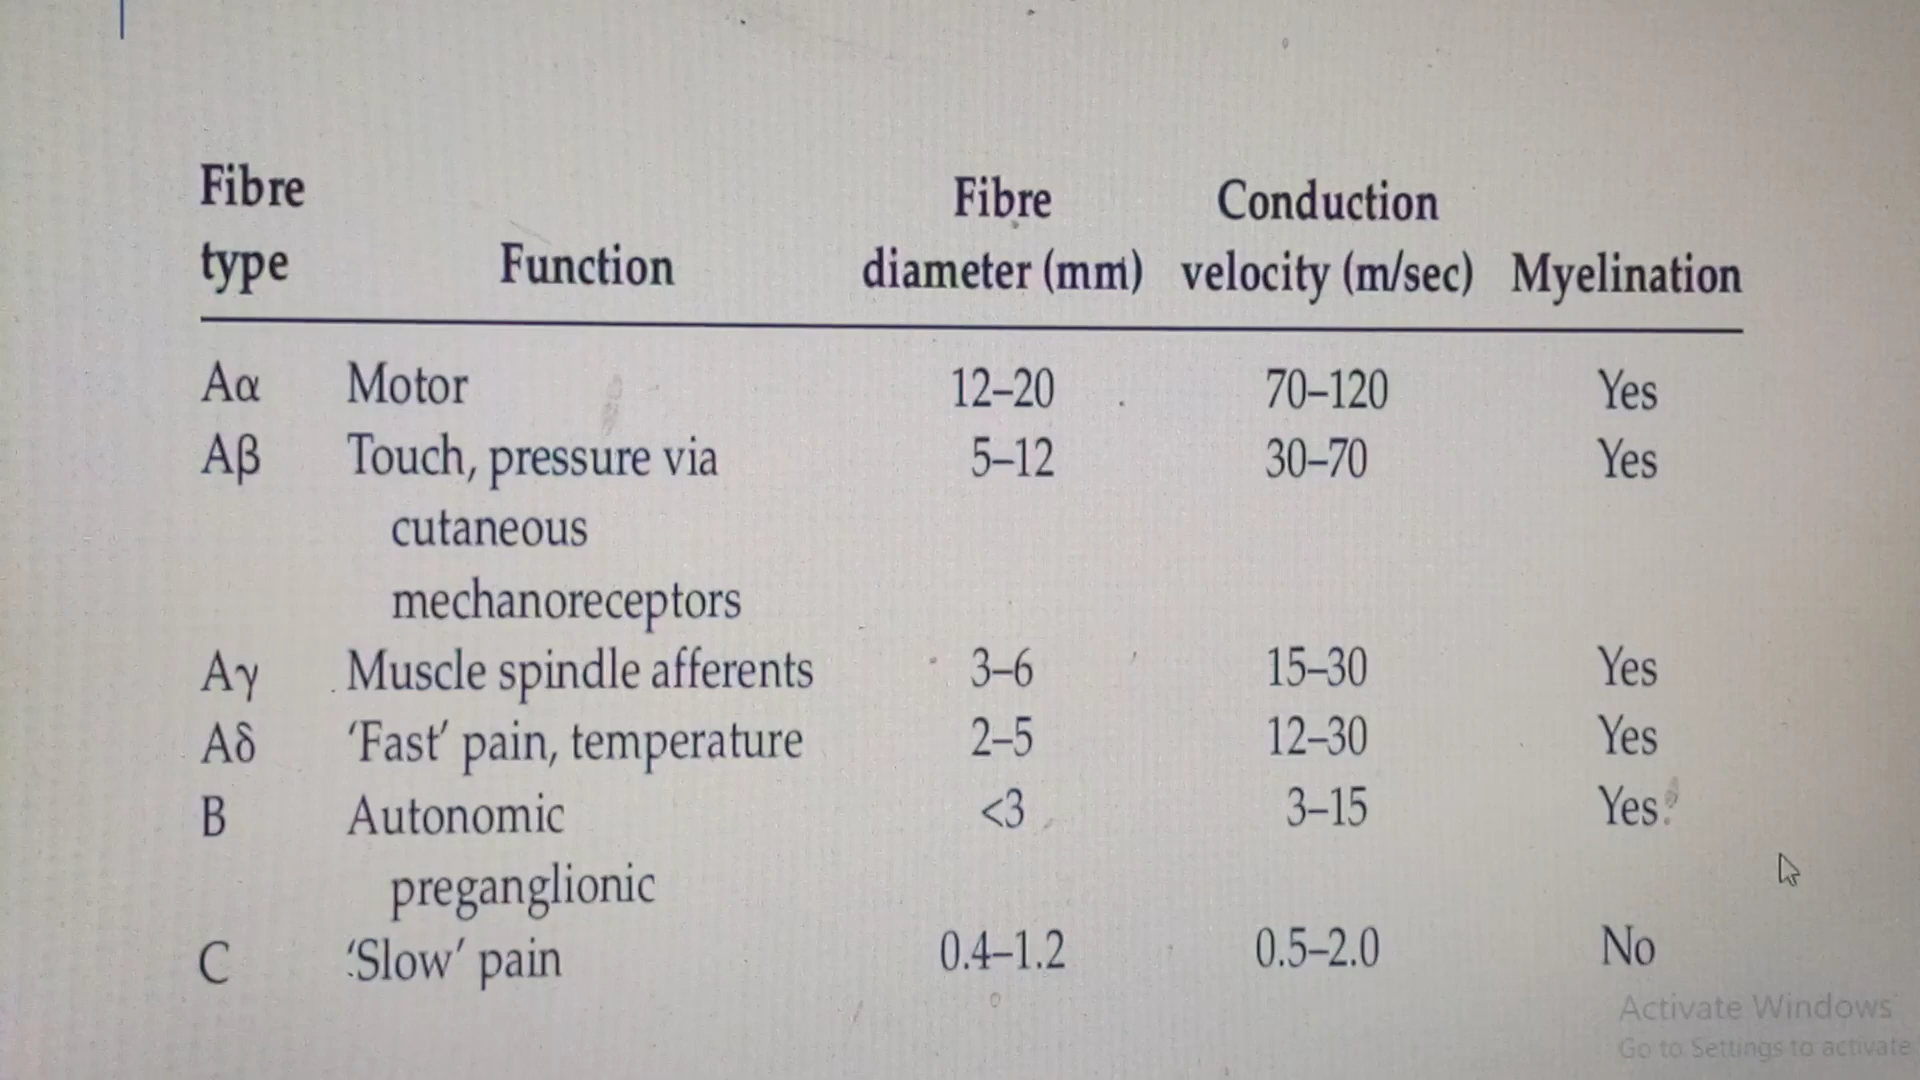 Fibre type Function Fibre diameter (mm) Conduction velocity (m/sec) Myelination
Aα Motor 12–20 70–120 Yes
Aβ Touch, pressure via 5–12 30–70 Yes
cutaneous
mechanoreceptors
Aγ Muscle spindle afferents 3–6 15–30 Yes
Aδ 'Fast' pain, temperature 2–5 12–30 Yes
B Autonomic <3 3–15 Yes
preganglionic
C 'Slow' pain 0.4–1.2 0.5–2.0 No
Activate Windows
Go to Settings to activate